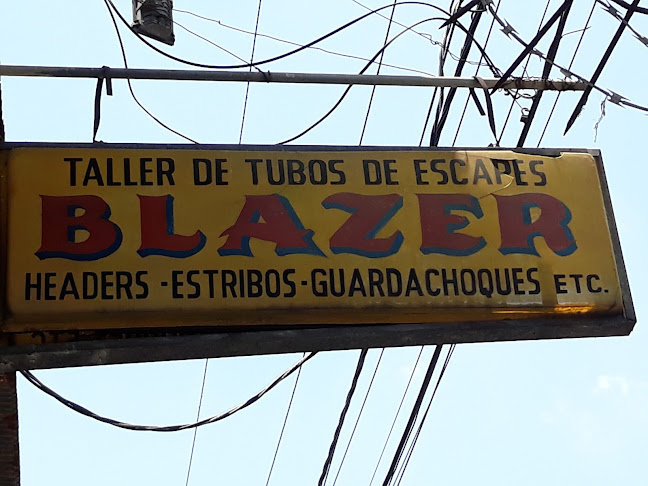 TALLER DE TUBOS DE ESCAPES
BLAZER
HEADERS - ESTRIBOS - GUARDACHOQUES ETC.